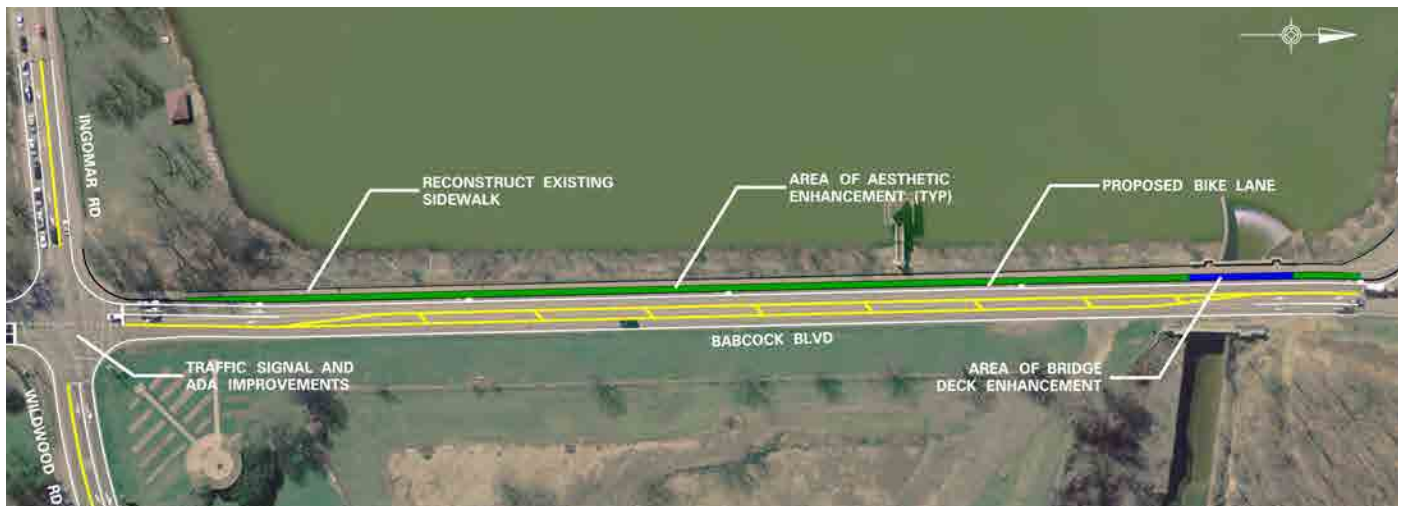 INGOMAR RD
RECONSTRUCT EXISTING
SIDEWALK
AREA OF AESTHETIC
ENHANCEMENT (TYP)
PROPOSED BIKE LANE
BABCOCK BLVD
TRAFFIC SIGNAL AND
ADA IMPROVEMENTS
AREA OF BRIDGE
DECK ENHANCEMENT
WILDWOOD RD